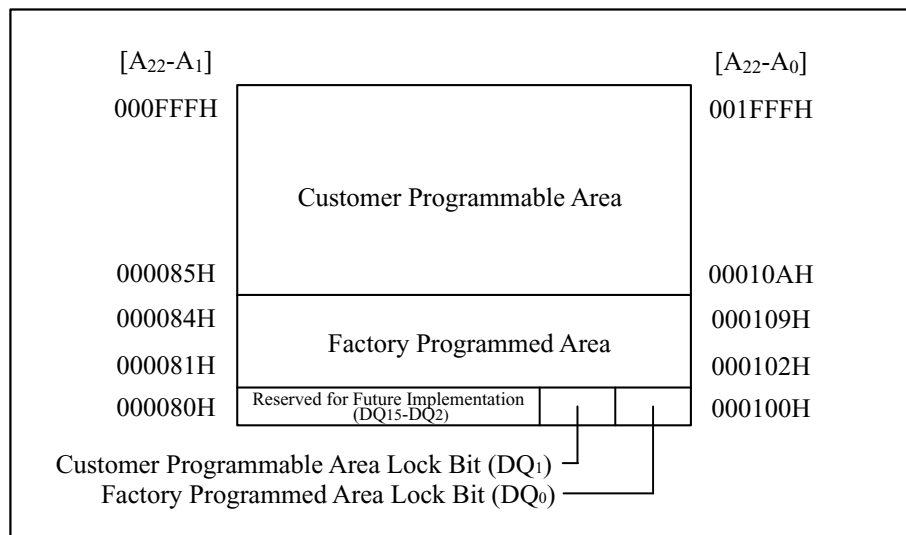 [A22-A1] [A22-A0]
000FFFH 001FFFH
Customer Programmable Area
000085H 00010AH
000084H 000109H
Factory Programmed Area
000081H 000102H
Reserved for Future Implementation
(DQ15-DQ2)
000080H 000100H
Customer Programmable Area Lock Bit (DQ1)
Factory Programmed Area Lock Bit (DQ0)